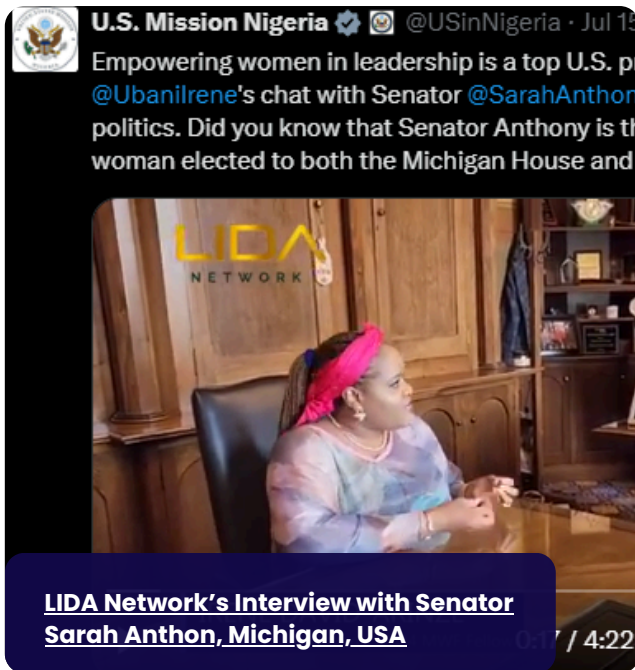 U.S. Mission Nigeria @USinNigeria · Jul 15
Empowering women in leadership is a top U.S.
@UbaniIrene's chat with Senator
politics. Did you know that Senator Anthony is
woman elected to both the Michigan House and
LIDA
NETWORK
LIDA Network's Interview with Senator
Sarah Anthon, Michigan, USA
0:17 / 4:22